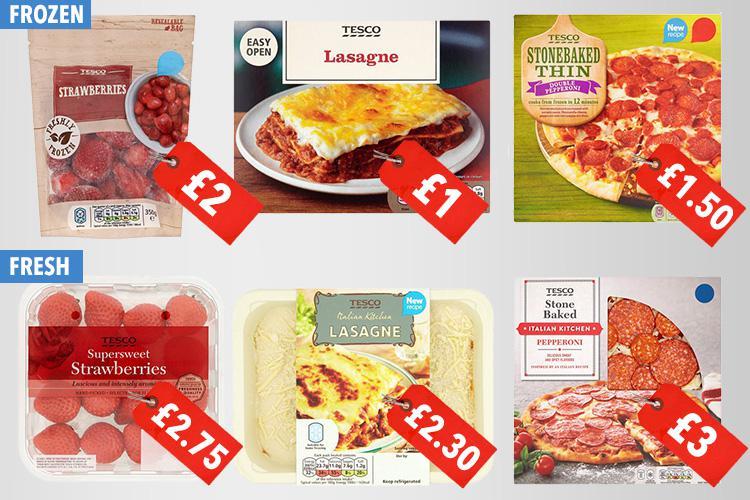 FROZEN
RESEALABLE
BAG
TESCO
STRAWBERRIES
FRESHLY
FROZEN
350g
£2
EASY
OPEN
TESCO
Lasagne
£1
TESCO
STONEBAKED
THIN
DOUBLE
PEPPERONI
cooks from frozen in 12 minutes
New
recipe
£1.50
FRESH
TESCO
Supersweet
Strawberries
Luscious and intensely
£2.75
TESCO
Italian Kitchen
LASAGNE
New
recipe
Keep refrigerated
£2.30
TESCO
Stone
Baked
ITALIAN KITCHEN
PEPPERONI
INSPIRED BY AN ITALIAN RECIPE
£3